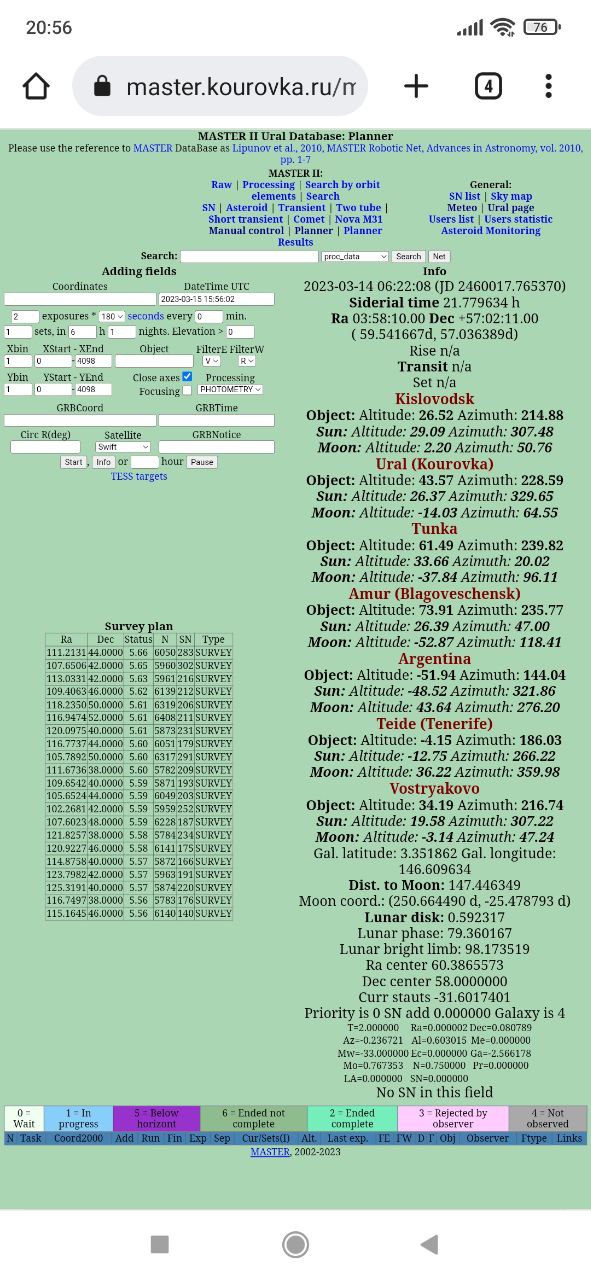 20:56
76
master.kourovka.ru/m
4
MASTER II Ural Database: Planner
Please use the reference to MASTER DataBase as Lipunov et al., 2010, MASTER Robotic Net, Advances in Astronomy, vol. 2010,
pp. 1-7
MASTER II:
Raw | Processing | Search by orbit
elements | Search
SN | Asteroid | Transient | Two tube |
Short transient | Comet | Nova M31
Manual control | Planner | Planner
Results
General:
SN list | Sky map
Meteo | Ural page
Users list | Users statistic
Asteroid Monitoring
Search: proc_data Search Net
Adding fields
Coordinates DateTime UTC
2023-03-15 15:56:02
2 exposures * 180 seconds every 0 min.
1 sets, in 6 h 1 nights. Elevation > 0
Xbin XStart - XEnd Object FilterE FilterW
1 0 - 4098 V R
Ybin YStart - YEnd Close axes Processing
1 0 - 4098 Focusing PHOTOMETRY
GRBCoord GRBTime
Circ R(deg) Satellite GRBNotice
Swift
Start , Info or hour Pause
TESS targets
Survey plan
Ra Dec Status N SN Type
111.2131 44.0000 5.66 6050 283 SURVEY
107.6506 42.0000 5.65 5960 302 SURVEY
113.0331 42.0000 5.63 5961 216 SURVEY
109.4063 46.0000 5.62 6139 211 SURVEY
118.2350 50.0000 5.61 6319 206 SURVEY
116.9474 52.0000 5.61 6408 211 SURVEY
120.0975 40.0000 5.61 5873 231 SURVEY
116.7737 44.0000 5.60 6051 179 SURVEY
105.7892 50.0000 5.60 6317 291 SURVEY
111.6736 38.0000 5.60 5782 209 SURVEY
109.6542 40.0000 5.59 5871 193 SURVEY
105.6524 44.0000 5.59 6049 203 SURVEY
102.2681 42.0000 5.59 5959 252 SURVEY
107.6023 48.0000 5.59 6228 187 SURVEY
121.8257 38.0000 5.58 5784 234 SURVEY
120.9227 46.0000 5.58 6141 175 SURVEY
114.8758 40.0000 5.57 5872 166 SURVEY
123.7982 42.0000 5.57 5963 191 SURVEY
125.3191 40.0000 5.57 5874 220 SURVEY
116.7497 38.0000 5.56 5783 176 SURVEY
115.1645 46.0000 5.56 6140 140 SURVEY
Info
2023-03-14 06:22:08 (JD 2460017.765370)
Siderial time 21.779634 h
Ra 03:58:10.00 Dec +57:02:11.00
( 59.541667d, 57.036389d)
Rise n/a
Transit n/a
Set n/a
Kislovodsk
Object: Altitude: 26.52 Azimuth: 214.88
Sun: Altitude: 29.09 Azimuth: 307.48
Moon: Altitude: 2.20 Azimuth: 50.76
Ural (Kourovka)
Object: Altitude: 43.57 Azimuth: 228.59
Sun: Altitude: 26.37 Azimuth: 329.65
Moon: Altitude: -14.03 Azimuth: 64.55
Tunka
Object: Altitude: 61.49 Azimuth: 239.82
Sun: Altitude: 33.66 Azimuth: 20.02
Moon: Altitude: -37.84 Azimuth: 96.11
Amur (Blagoveschensk)
Object: Altitude: 73.91 Azimuth: 235.77
Sun: Altitude: 26.39 Azimuth: 47.00
Moon: Altitude: -52.87 Azimuth: 118.41
Argentina
Object: Altitude: -51.94 Azimuth: 144.04
Sun: Altitude: -48.52 Azimuth: 321.86
Moon: Altitude: 43.64 Azimuth: 276.20
Teide (Tenerife)
Object: Altitude: -4.15 Azimuth: 186.03
Sun: Altitude: -12.75 Azimuth: 266.22
Moon: Altitude: 36.22 Azimuth: 359.98
Vostryakovo
Object: Altitude: 34.19 Azimuth: 216.74
Sun: Altitude: 19.58 Azimuth: 307.22
Moon: Altitude: -3.14 Azimuth: 47.24
Gal. latitude: 3.351862 Gal. longitude:
146.609634
Dist. to Moon: 147.446349
Moon coord.: (250.664490 d, -25.478793 d)
Lunar disk: 0.592317
Lunar phase: 79.360167
Lunar bright limb: 98.173519
Ra center 60.3865573
Dec center 58.0000000
Curr stauts -31.6017401
Priority is 0 SN add 0.000000 Galaxy is 4
T=2.000000 Ra=0.000002 Dec=0.080789
Az=-0.236721 Al=0.603015 Me=0.000000
Mw=-33.000000 Ec=0.000000 Ga=-2.566178
Mo=0.767353 N=0.750000 Pr=0.000000
LA=0.000000 SN=0.000000
No SN in this field
0 =
Wait
1 = In
progress
5 = Below
horizont
6 = Ended not
complete
2 = Ended
complete
3 = Rejected by
observer
4 = Not
observed
N Task Coord2000 Add Run Fin Exp Sep Cur/Sets(I) Alt. Last exp. FE FW D F Obj Observer Ftype Links
MASTER, 2002-2023